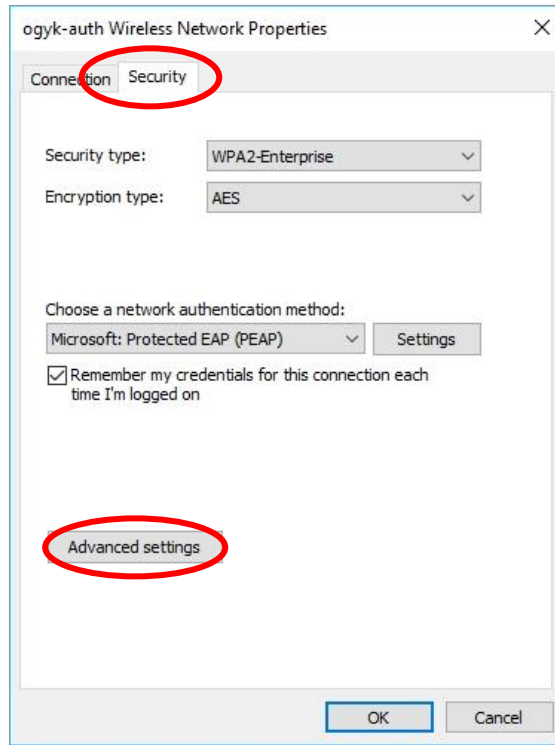 ogyk-auth Wireless Network Properties
Connection Security
Security type: WPA2-Enterprise
Encryption type: AES
Choose a network authentication method:
Microsoft: Protected EAP (PEAP) Settings
Remember my credentials for this connection each
time I'm logged on
Advanced settings
OK Cancel